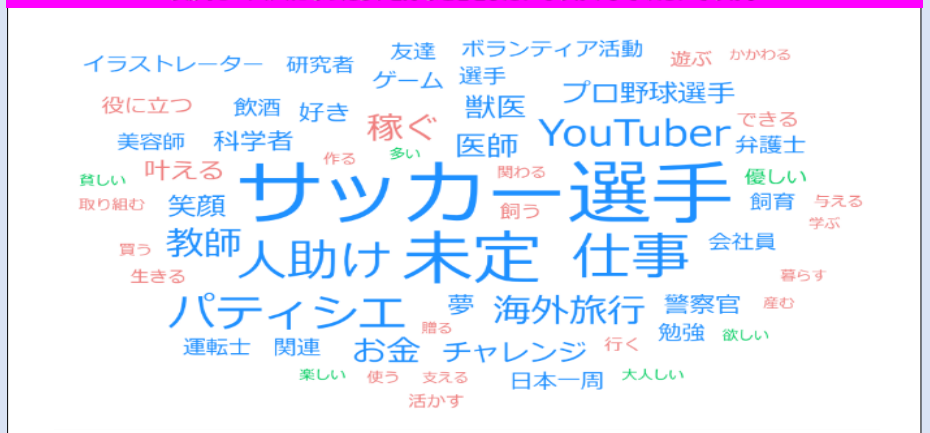 友達 ボランティア活動
イラストレーター 研究者 ゲーム 選手 遊ぶ かかわる
役に立つ 飲酒 好き 稼ぐ 獣医 プロ野球選手
美容師 科学者 医師 YouTuber できる
弁護士
貧しい 叶える 作る 多い 関わる 優しい
取り組む 笑顔 サッカー選手 飼う 飼育 与える
学ぶ
買う 教師 人助け 未定 仕事 会社員
生きる 暮らす
パティシエ 夢 海外旅行 警察官 産む
贈る 勉強 欲しい
運転士 関連 お金 チャレンジ 行く
楽しい 使う 支える 日本一周 大人しい
活かす